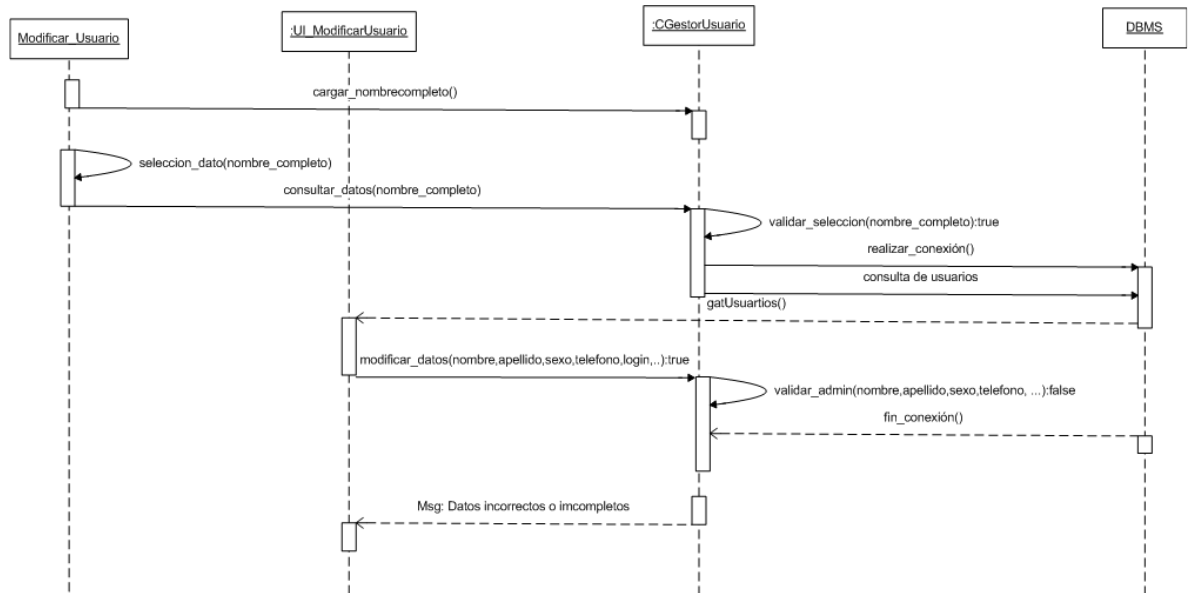 Modificar_Usuario
:UI_ModificarUsuario
:CGestorUsuario
DBMS
cargar_nombrecompleto()
seleccion_dato(nombre_completo)
consultar_datos(nombre_completo)
validar_seleccion(nombre_completo):true
realizar_conexión()
consulta de usuarios
gatUsuartios()
modificar_datos(nombre,apellido,sexo,telefono,login,..):true
validar_admin(nombre,apellido,sexo,telefono, ...):false
fin_conexión()
Msg: Datos incorrectos o imcompletos